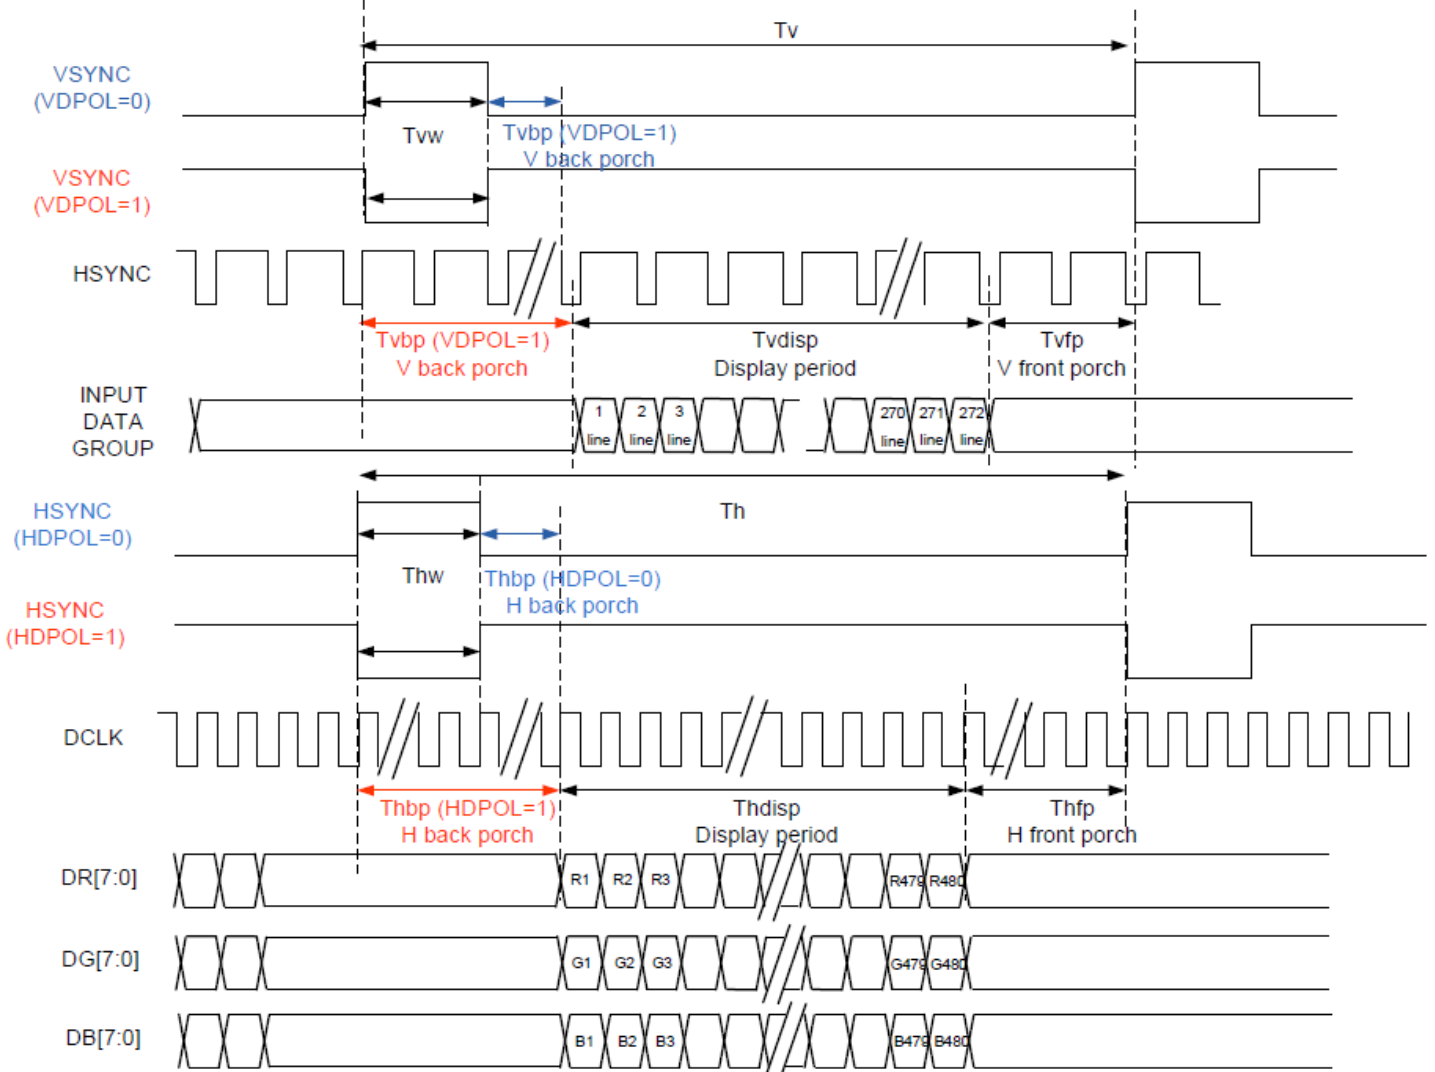 Tv
VSYNC
(VDPOL=0)
Tvw
Tvbp (VDPOL=1)
V back porch
VSYNC
(VDPOL=1)
HSYNC
Tvbp (VDPOL=1)
V back porch
Tvdisp
Display period
Tvfp
V front porch
INPUT
DATA
GROUP
1
line
2
line
3
line
270
line
271
line
272
line
Th
HSYNC
(HDPOL=0)
Thw
Thbp (HDPOL=0)
H back porch
HSYNC
(HDPOL=1)
DCLK
Thbp (HDPOL=1)
H back porch
Thdisp
Display period
Thfp
H front porch
DR[7:0]
R1 R2 R3 R479 R480
DG[7:0]
G1 G2 G3 G479 G480
DB[7:0]
B1 B2 B3 B479 B480